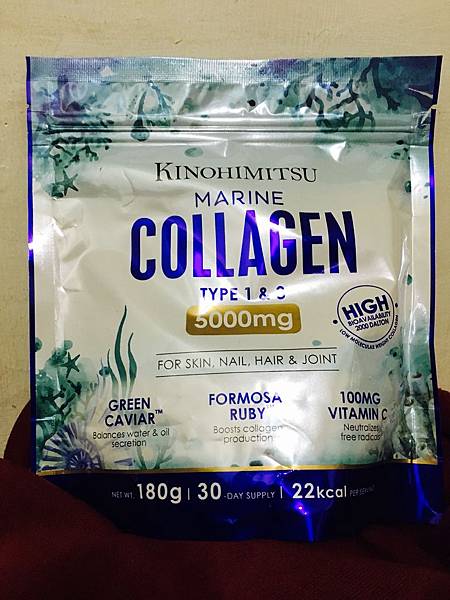 KINOHIMITSU
MARINE
COLLAGEN
TYPE 1 & 3
5000mg
HIGH
BIOAVAILABILITY
2000 DALTON
LOW MOLECULAR WEIGHT COLLAGEN
FOR SKIN, NAIL, HAIR & JOINT
GREEN
CAVIAR™
Balances water & oil
secretion
FORMOSA
RUBY™
Boosts collagen
production
100MG
VITAMIN C
Neutralizes
free radicals
NET WT. 180g | 30-DAY SUPPLY | 22kcal PER SERVING